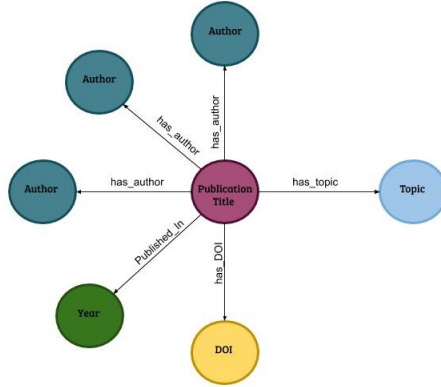 Author
Author
has_author
has_author
Author
has_author
Publication
Title
has_topic
Topic
Published_In
has_DOI
Year
DOI